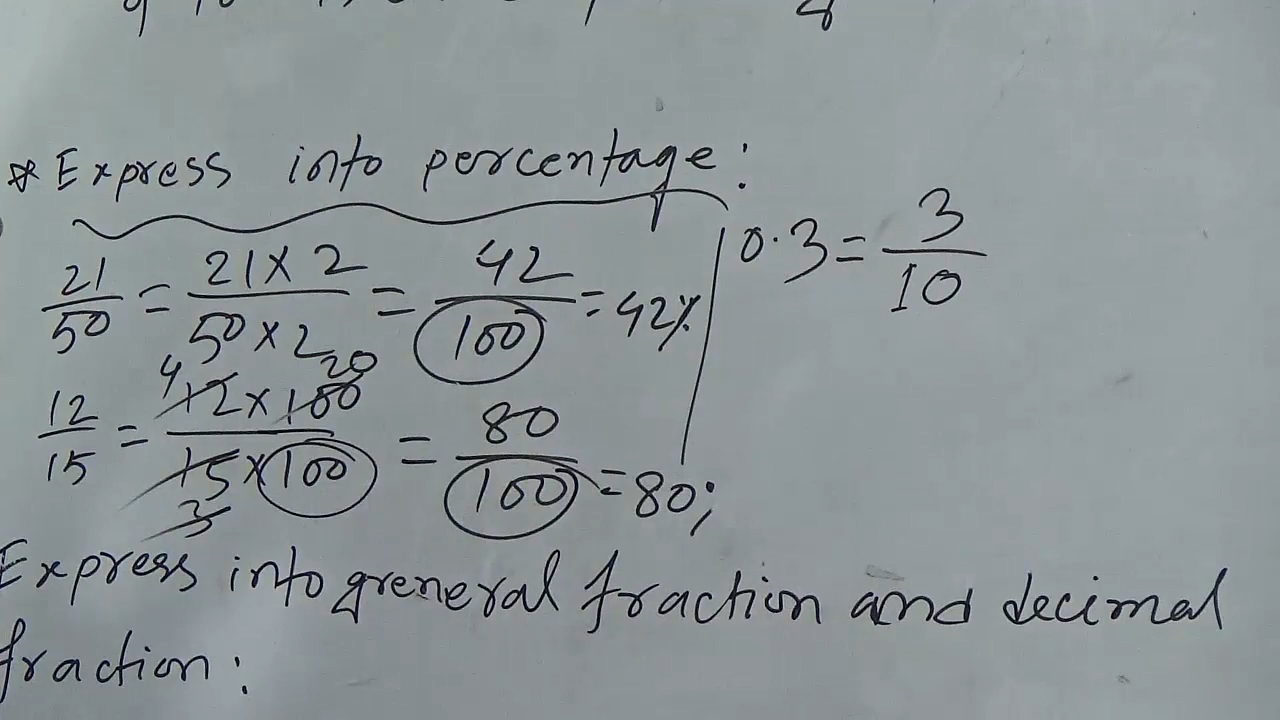 * Express into percentage:
21/50 = 21 x 2 / 50 x 2 = 42/100 = 42%
0.3 = 3/10
12/15 = 4 12 x 100 20 / 15 x 100 3 = 80/100 = 80%
Express into greneral fraction and decimal
fraction: